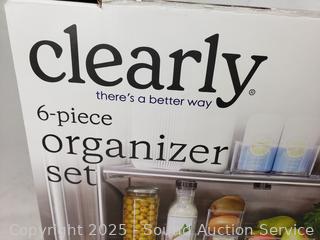 clearly®
there's a better way
6-piece
organizer
set
Copyright 2025 | Sound Auction Service